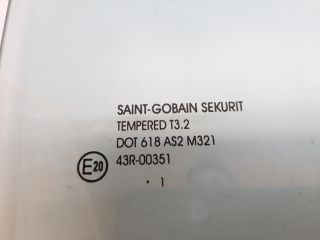 SAINT-GOBAIN SEKURIT
TEMPERED T3.2
DOT 618 AS2 M321
E20 43R-00351
· 1